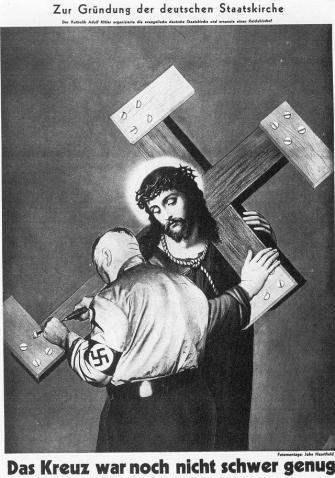 Zur Gründung der deutschen Staatskirche
Der Katholik Adolf Hitler organisierte die evangelische deutsche Staatskirche und ernannte einen Reichsbischof
Fotomontage: John Heartfield
Das Kreuz war noch nicht schwer genug